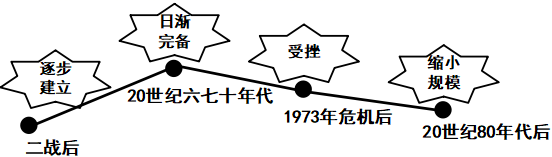 逐步
建立
二战后
日渐
完备
20世纪六七十年代
受挫
1973年危机后
缩小
规模
20世纪80年代后